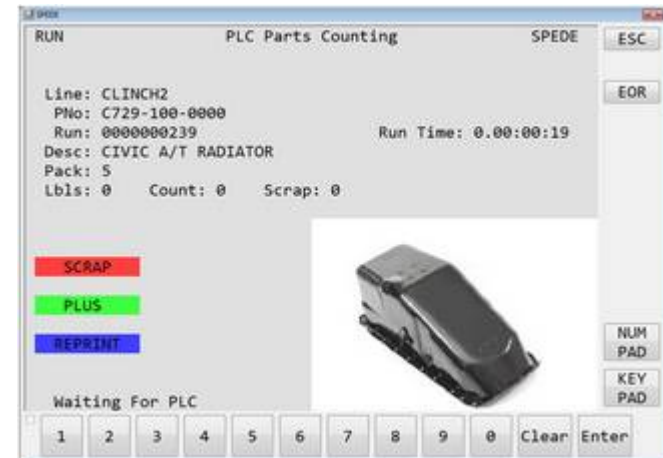 SPEDE
RUN PLC Parts Counting SPEDE
ESC
EOR
Line: CLINCH2
PNo: C729-100-0000
Run: 0000000239 Run Time: 0.00:00:19
Desc: CIVIC A/T RADIATOR
Pack: 5
Lbls: 0 Count: 0 Scrap: 0
SCRAP
PLUS
REPRINT
NUM PAD
KEY PAD
Waiting For PLC
1 2 3 4 5 6 7 8 9 0 Clear Enter